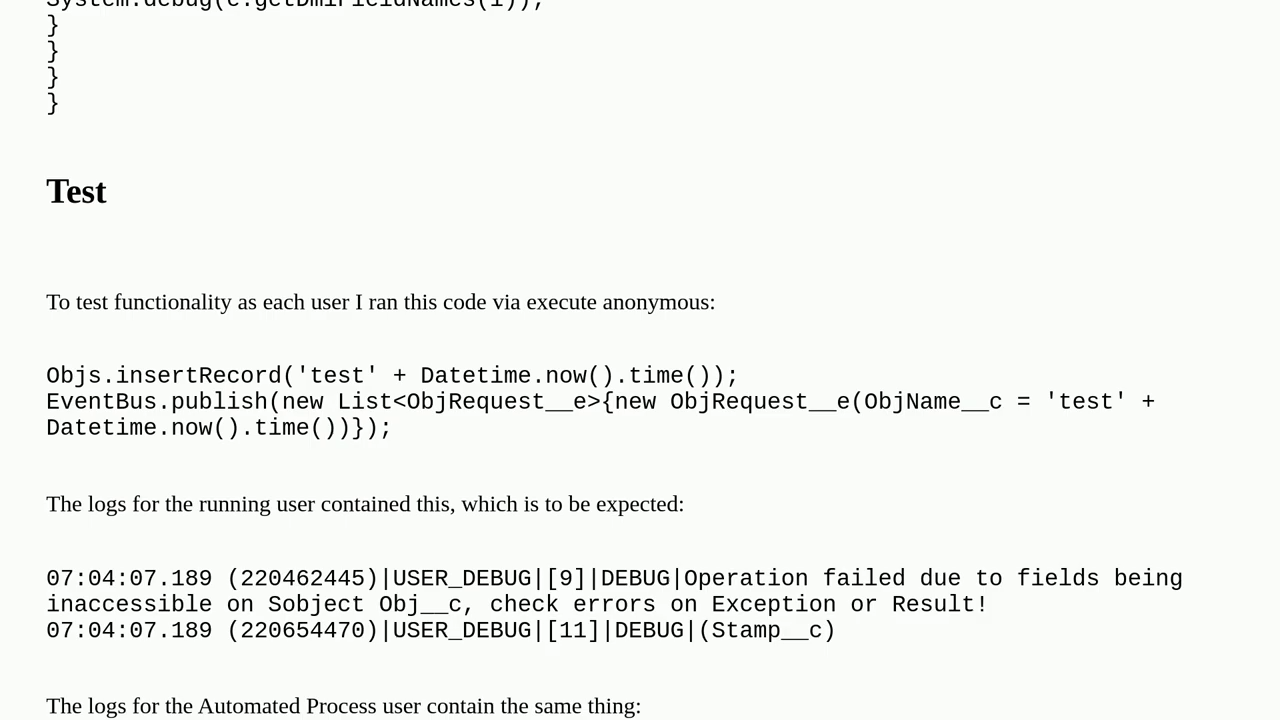 System.debug(e.getDmlFieldNames(i));
}
}
}
}
Test
To test functionality as each user I ran this code via execute anonymous:
Objs.insertRecord('test' + Datetime.now().time());
EventBus.publish(new List<ObjRequest__e>{new ObjRequest__e(ObjName__c = 'test' +
Datetime.now().time())});
The logs for the running user contained this, which is to be expected:
07:04:07.189 (220462445)|USER_DEBUG|[9]|DEBUG|Operation failed due to fields being
inaccessible on Sobject Obj__c, check errors on Exception or Result!
07:04:07.189 (220654470)|USER_DEBUG|[11]|DEBUG|(Stamp__c)
The logs for the Automated Process user contain the same thing: